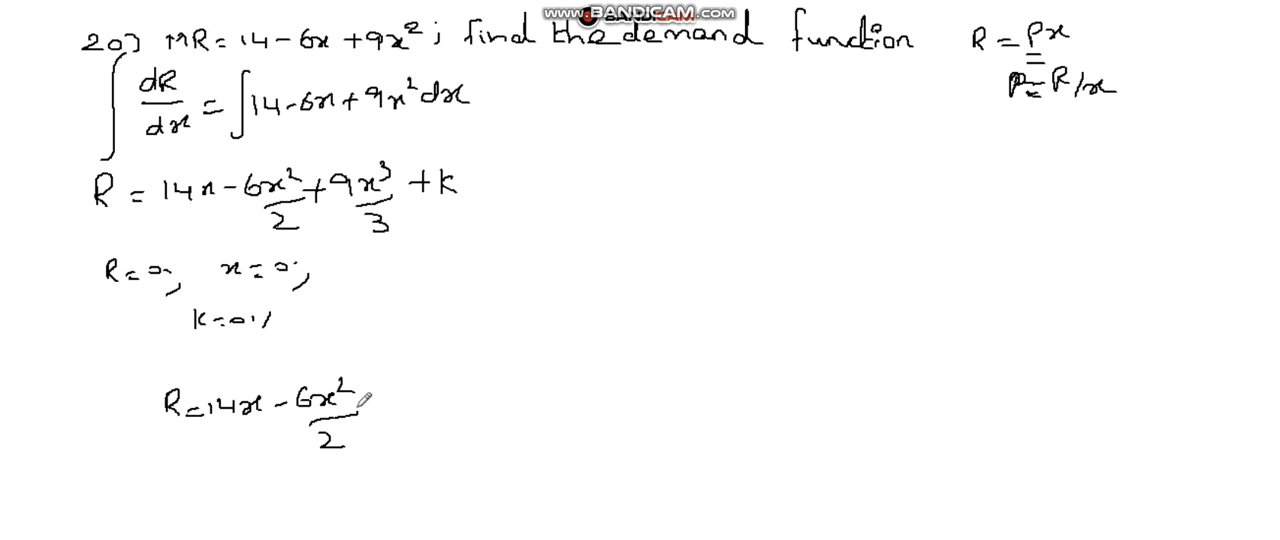 www.BANDICAM.com
20) MR = 14 - 6x + 9x²; find the demand function
R = Px
P = R/x
∫ dR/dx = ∫ 14 - 6x + 9x² dx
R = 14x - 6x²/2 + 9x³/3 + k
R = 0, x = 0,
k = 0
R = 14x - 6x²/2